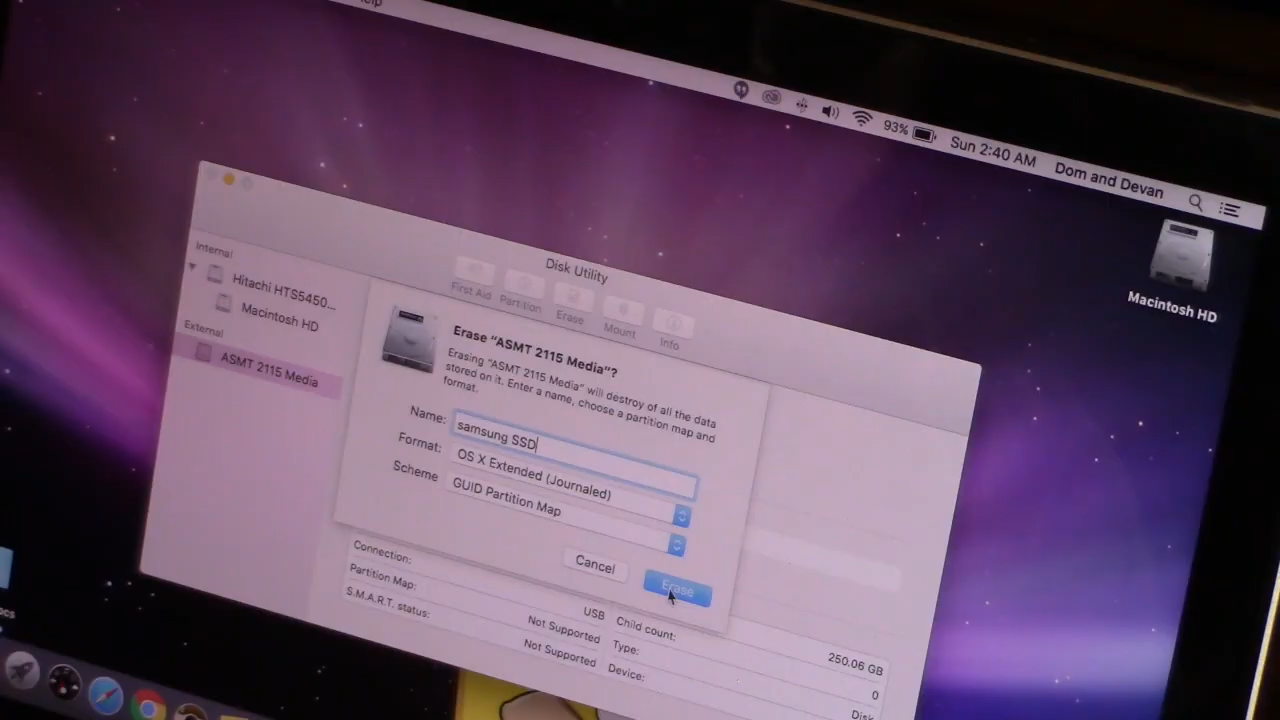 Help
93%
Sun 2:40 AM
Dom and Devan
Macintosh HD
Disk Utility
First Aid
Partition
Erase
Mount
Info
Internal
Hitachi HTS5450...
Macintosh HD
External
ASMT 2115 Media
Erase “ASMT 2115 Media”?
Erasing “ASMT 2115 Media” will destroy of all the data
stored on it. Enter a name, choose a partition map and
format.
Name: samsung SSD
Format: OS X Extended (Journaled)
Scheme GUID Partition Map
Cancel
Erase
Connection: USB
Partition Map: Not Supported
S.M.A.R.T. status: Not Supported
250.06 GB
Child count: 0
Type: Disk
Device: